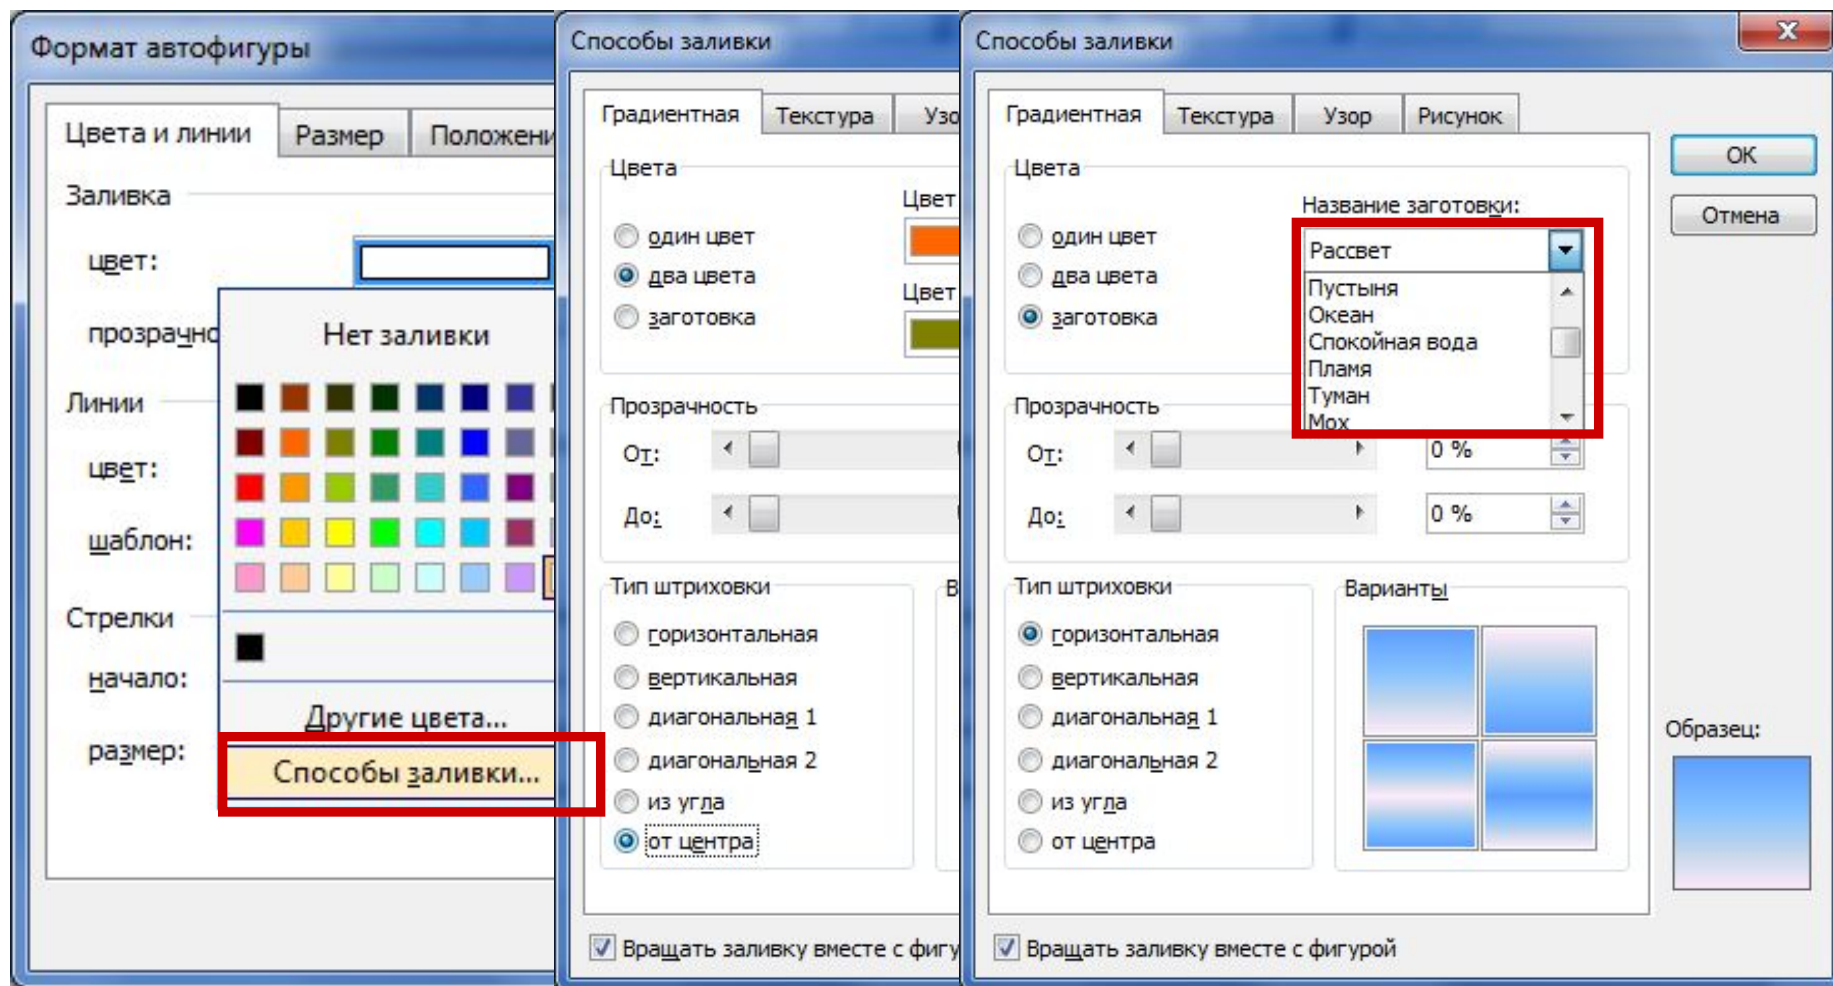 Формат автофигуры
Цвета и линии
Размер
Положени
Заливка
цвет:
прозрачно
Нет заливки
Линии
цвет:
шаблон:
Стрелки
начало:
Другие цвета...
размер:
Способы заливки...
Способы заливки
Градиентная
Текстура
Узо
Цвета
Цвет
один цвет
два цвета
Цвет
заготовка
Прозрачность
От:
До:
Тип штриховки
В
горизонтальная
вертикальная
диагональная 1
диагональная 2
из угла
от центра
Вращать заливку вместе с фигу
Способы заливки
Градиентная
Текстура
Узор
Рисунок
ОК
Отмена
Цвета
Название заготовки:
один цвет
два цвета
заготовка
Рассвет
Пустыня
Океан
Спокойная вода
Пламя
Туман
Мох
Прозрачность
От:
0 %
До:
0 %
Тип штриховки
Варианты
горизонтальная
вертикальная
диагональная 1
диагональная 2
из угла
от центра
Образец:
Вращать заливку вместе с фигурой